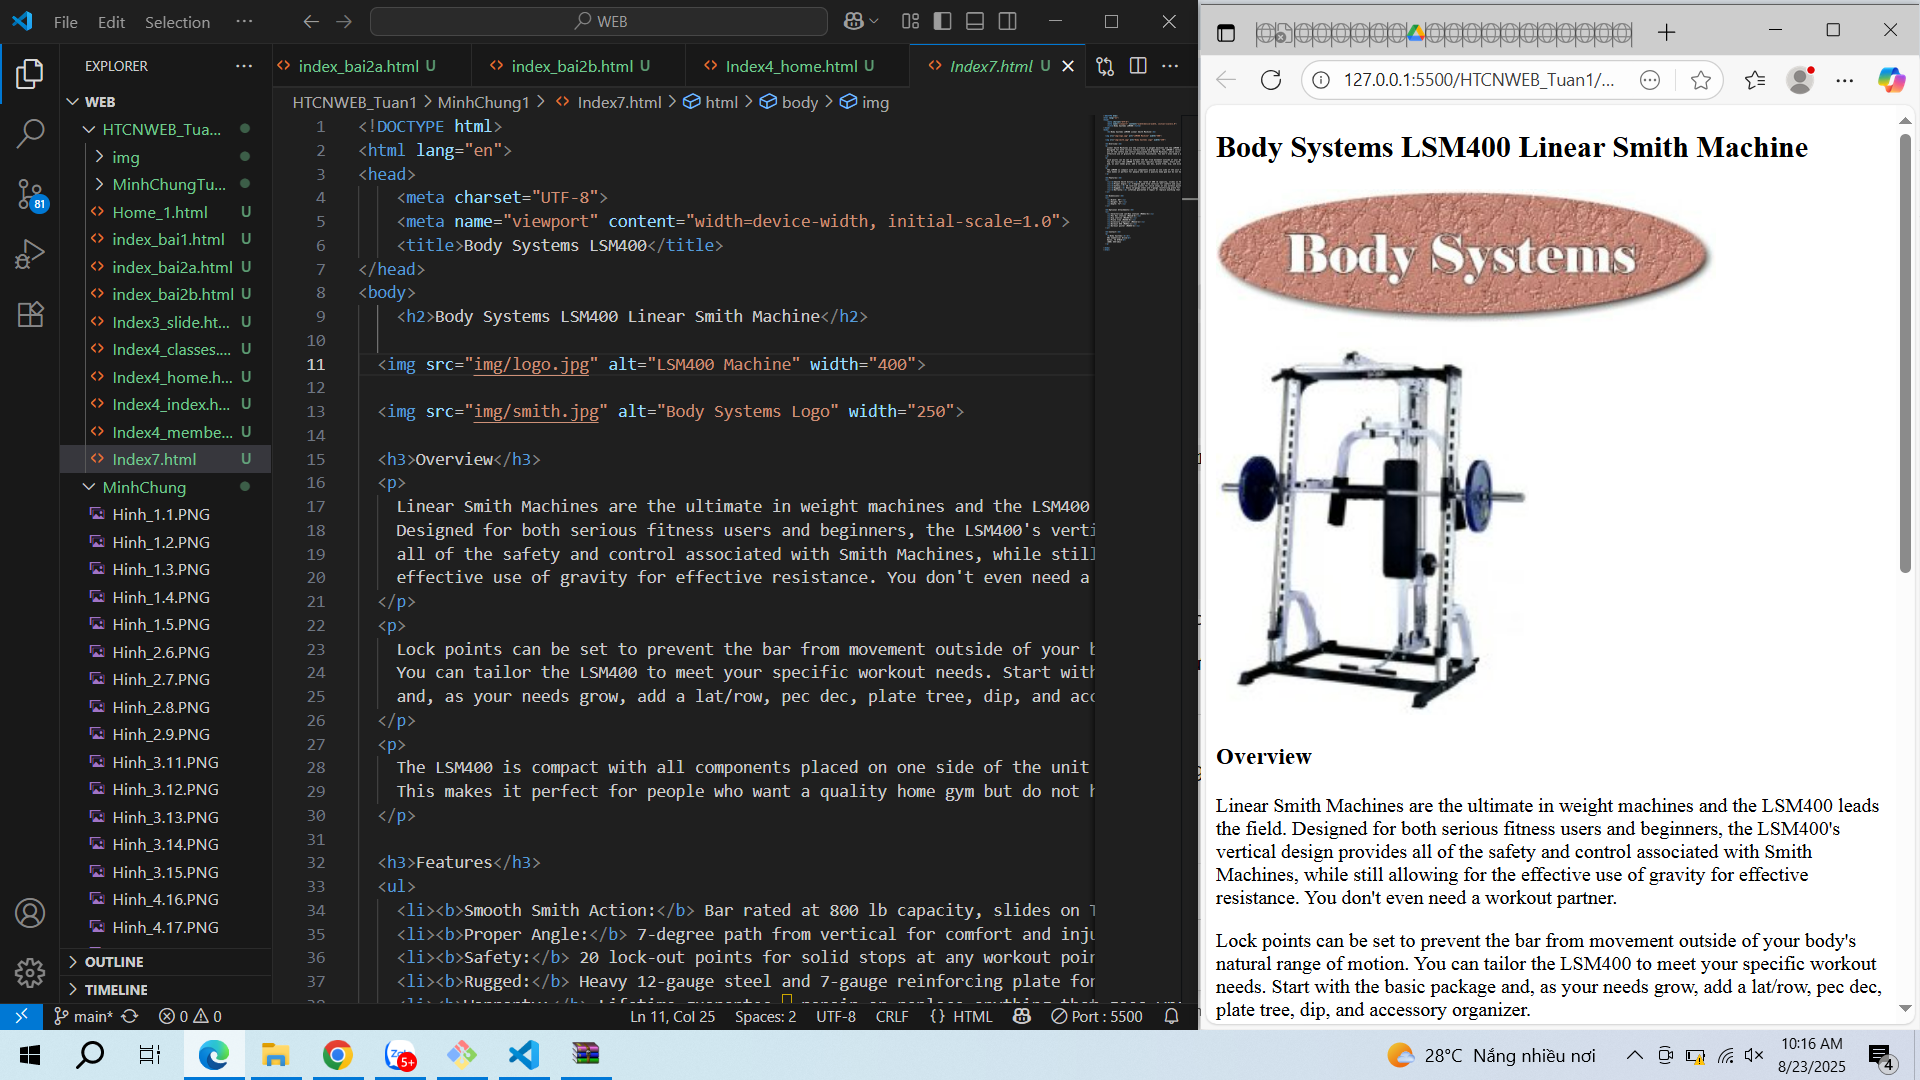 File Edit Selection ···
WEB
EXPLORER
WEB
HTCNWEB_Tua...
img
MinhChungTu...
Home_1.html U
index_bai1.html U
index_bai2a.html U
index_bai2b.html U
Index3_slide.ht... U
Index4_classes.... U
Index4_home.h... U
Index4_index.h... U
Index4_membe... U
Index7.html U
MinhChung
Hinh_1.1.PNG
Hinh_1.2.PNG
Hinh_1.3.PNG
Hinh_1.4.PNG
Hinh_1.5.PNG
Hinh_2.6.PNG
Hinh_2.7.PNG
Hinh_2.8.PNG
Hinh_2.9.PNG
Hinh_3.11.PNG
Hinh_3.12.PNG
Hinh_3.13.PNG
Hinh_3.14.PNG
Hinh_3.15.PNG
Hinh_4.16.PNG
Hinh_4.17.PNG
OUTLINE
TIMELINE
81
index_bai2a.html U index_bai2b.html U Index4_home.html U Index7.html U
HTCNWEB_Tuan1 > MinhChung1 > Index7.html > html > body > img
1 <!DOCTYPE html>
2 <html lang="en">
3 <head>
4 <meta charset="UTF-8">
5 <meta name="viewport" content="width=device-width, initial-scale=1.0">
6 <title>Body Systems LSM400</title>
7 </head>
8 <body>
9 <h2>Body Systems LSM400 Linear Smith Machine</h2>
10
11 <img src="img/logo.jpg" alt="LSM400 Machine" width="400">
12
13 <img src="img/smith.jpg" alt="Body Systems Logo" width="250">
14
15 <h3>Overview</h3>
16 <p>
17 Linear Smith Machines are the ultimate in weight machines and the LSM400
18 Designed for both serious fitness users and beginners, the LSM400's verti
19 all of the safety and control associated with Smith Machines, while still
20 effective use of gravity for effective resistance. You don't even need a
21 </p>
22 <p>
23 Lock points can be set to prevent the bar from movement outside of your b
24 You can tailor the LSM400 to meet your specific workout needs. Start with
25 and, as your needs grow, add a lat/row, pec dec, plate tree, dip, and acc
26 </p>
27 <p>
28 The LSM400 is compact with all components placed on one side of the unit
29 This makes it perfect for people who want a quality home gym but do not h
30 </p>
31
32 <h3>Features</h3>
33 <ul>
34 <li><b>Smooth Smith Action:</b> Bar rated at 800 lb capacity, slides on T
35 <li><b>Proper Angle:</b> 7-degree path from vertical for comfort and inju
36 <li><b>Safety:</b> 20 lock-out points for solid stops at any workout poin
37 <li><b>Rugged:</b> Heavy 12-gauge steel and 7-gauge reinforcing plate for
main* 0 0 Ln 11, Col 25 Spaces: 2 UTF-8 CRLF {} HTML Port : 5500
127.0.0.1:5500/HTCNWEB_Tuan1/...
Body Systems LSM400 Linear Smith Machine
Body Systems
Overview
Linear Smith Machines are the ultimate in weight machines and the LSM400 leads
the field. Designed for both serious fitness users and beginners, the LSM400's
vertical design provides all of the safety and control associated with Smith
Machines, while still allowing for the effective use of gravity for effective
resistance. You don't even need a workout partner.
Lock points can be set to prevent the bar from movement outside of your body's
natural range of motion. You can tailor the LSM400 to meet your specific workout
needs. Start with the basic package and, as your needs grow, add a lat/row, pec dec,
plate tree, dip, and accessory organizer.
5+
28°C Nắng nhiều nơi
10:16 AM
8/23/2025
4